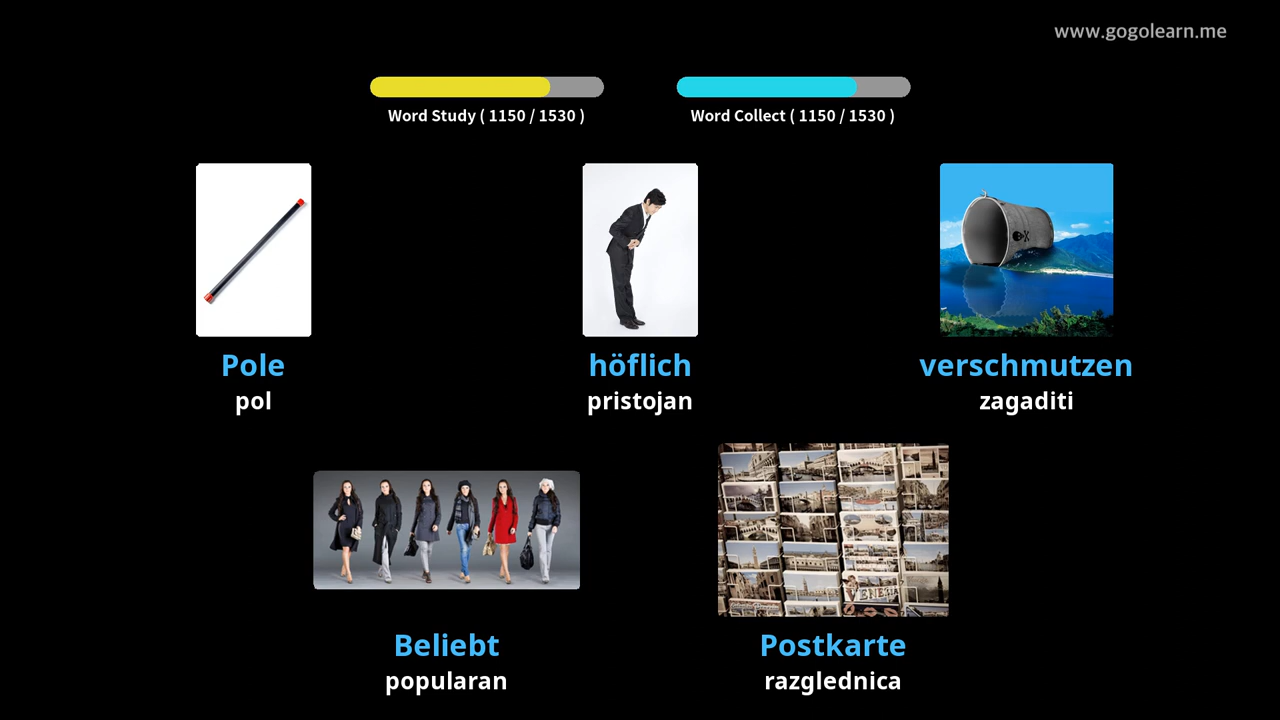 www.gogolearn.me
Word Study ( 1150 / 1530 )
Word Collect ( 1150 / 1530 )
Pole
pol
höflich
pristojan
verschmutzen
zagaditi
Beliebt
popularan
Postkarte
razglednica